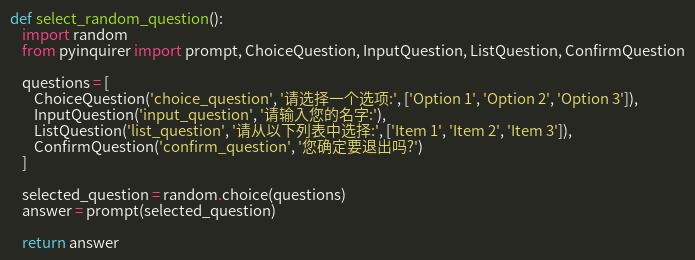 def select_random_question():
    import random
    from pyinquirer import prompt, ChoiceQuestion, InputQuestion, ListQuestion, ConfirmQuestion

    questions = [
        ChoiceQuestion('choice_question', '请选择一个选项:', ['Option 1', 'Option 2', 'Option 3']),
        InputQuestion('input_question', '请输入您的名字:'),
        ListQuestion('list_question', '请从以下列表中选择:', ['Item 1', 'Item 2', 'Item 3']),
        ConfirmQuestion('confirm_question', '您确定要退出吗?')
    ]

    selected_question = random.choice(questions)
    answer = prompt(selected_question)

    return answer